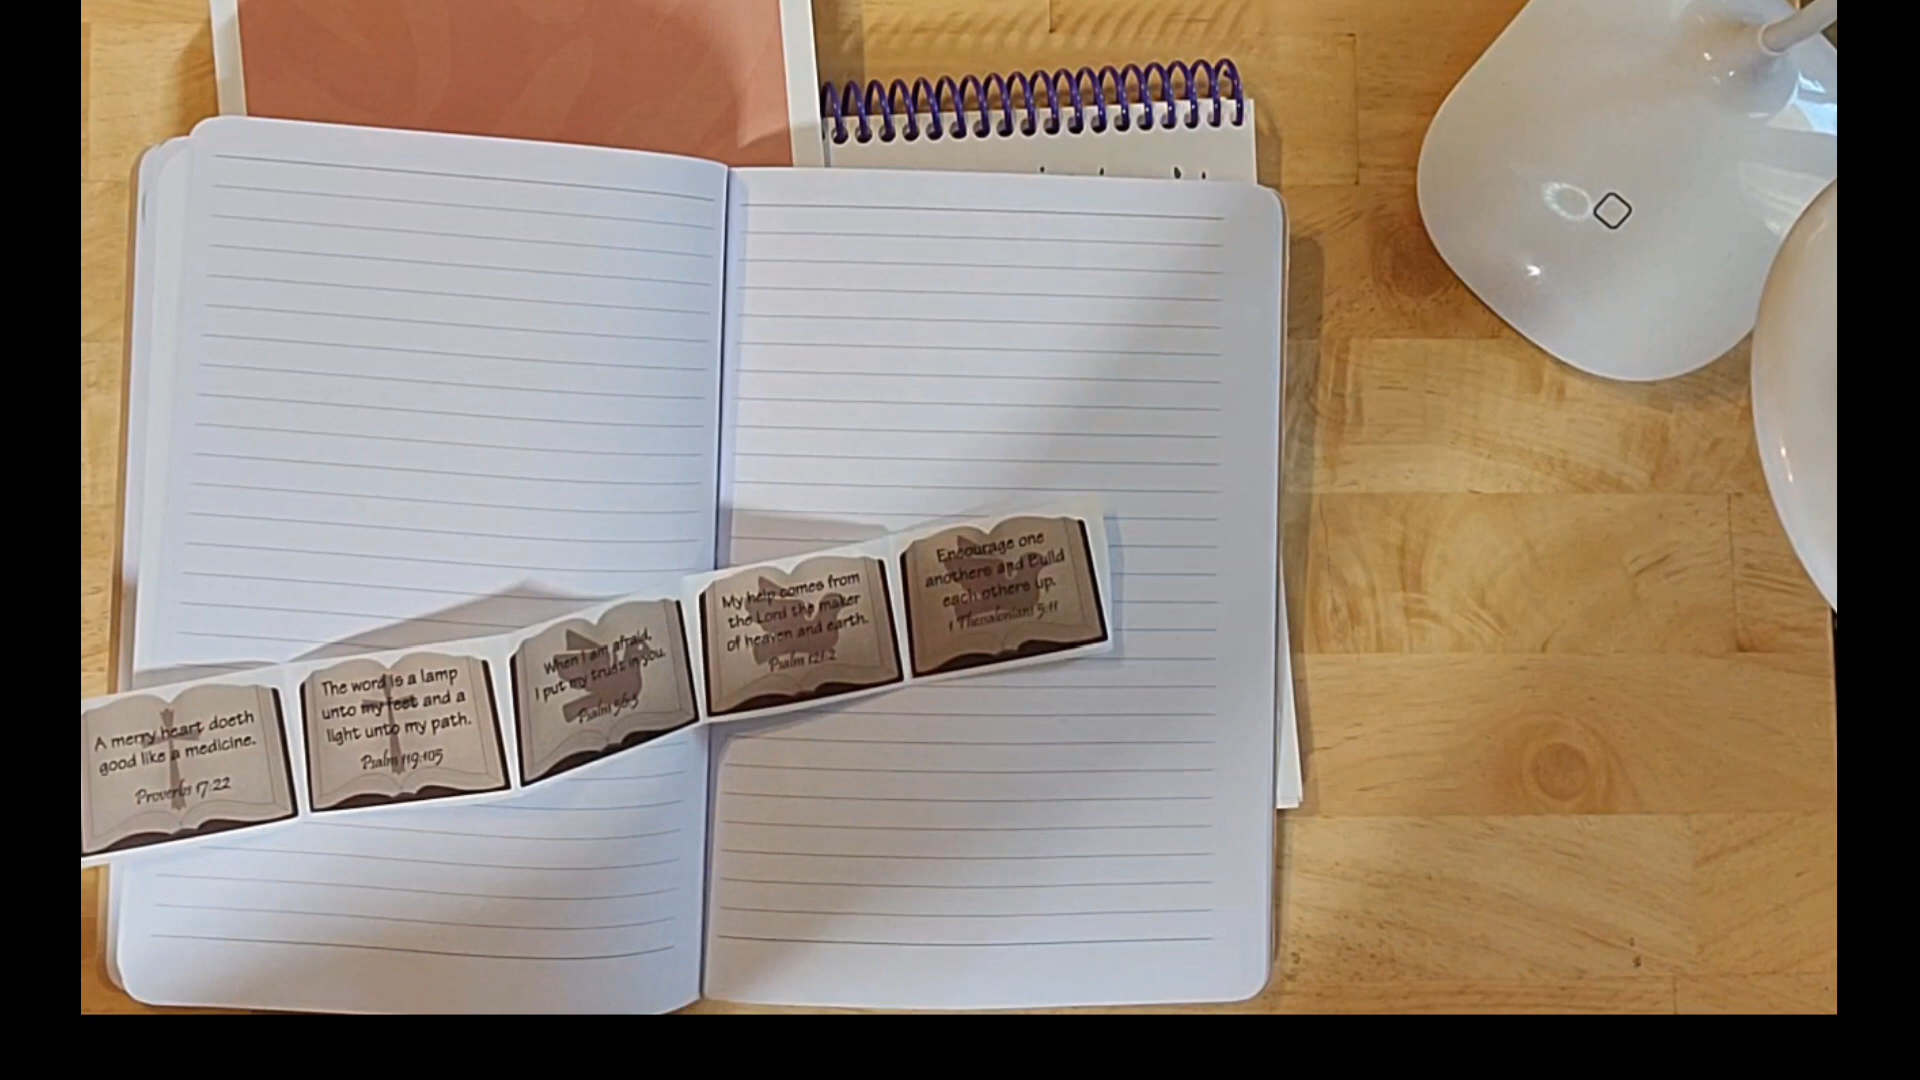 A merry heart doeth
good like a medicine.
Proverbs 17:22
The word is a lamp
unto my feet and a
light unto my path.
Psalm 119:105
When I am afraid,
I put my trust in you.
Psalm 56:3
My help comes from
the Lord the maker
of heaven and earth.
Psalm 121:2
Encourage one
anothers and Build
each others up.
1 Thessalonians 5:11